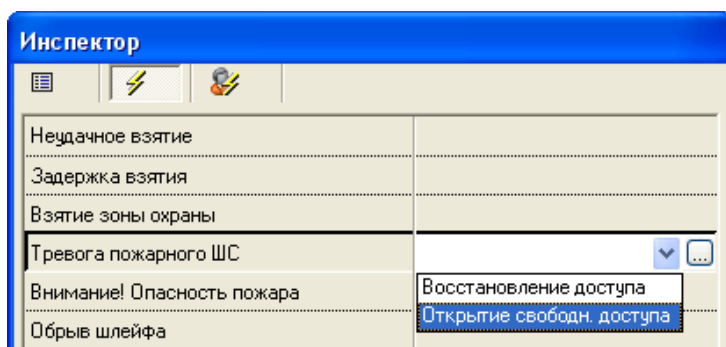 Инспектор
Неудачное взятие
Задержка взятия
Взятие зоны охраны
Тревога пожарного ШС
...
Внимание! Опасность пожара
Восстановление доступа
Открытие свободн. доступа
Обрыв шлейфа